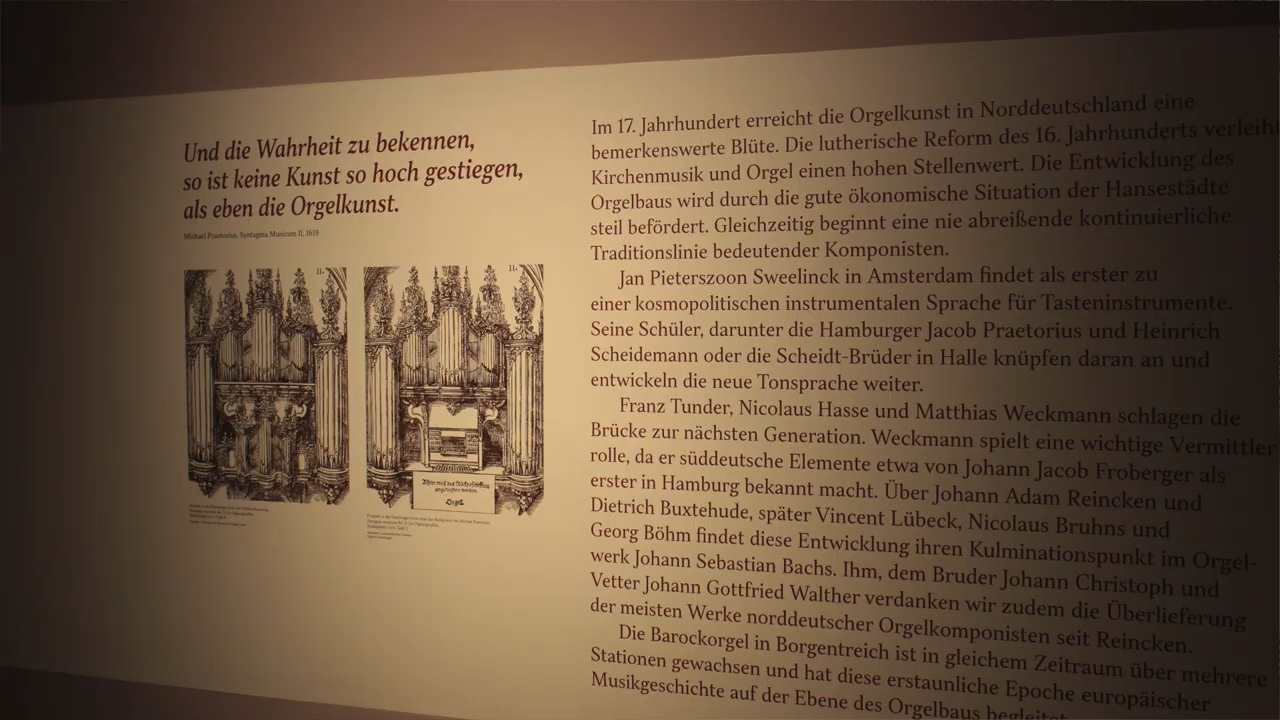 Und die Wahrheit zu bekennen,
so ist keine Kunst so hoch gestiegen,
als eben die Orgelkunst.
Michael Praetorius, Syntagma Musicum II, 1619
II.
II.
Orgell.
Im 17. Jahrhundert erreicht die Orgelkunst in Norddeutschland eine
bemerkenswerte Blüte. Die lutherische Reform des 16. Jahrhunderts verleiht
Kirchenmusik und Orgel einen hohen Stellenwert. Die Entwicklung des
Orgelbaus wird durch die gute ökonomische Situation der Hansestädte
steil befördert. Gleichzeitig beginnt eine nie abreißende kontinuierliche
Traditionslinie bedeutender Komponisten.
Jan Pieterszoon Sweelinck in Amsterdam findet als erster zu
einer kosmopolitischen instrumentalen Sprache für Tasteninstrumente.
Seine Schüler, darunter die Hamburger Jacob Praetorius und Heinrich
Scheidemann oder die Scheidt-Brüder in Halle knüpfen daran an und
entwickeln die neue Tonsprache weiter.
Franz Tunder, Nicolaus Hasse und Matthias Weckmann schlagen die
Brücke zur nächsten Generation. Weckmann spielt eine wichtige Vermittler-
rolle, da er süddeutsche Elemente etwa von Johann Jacob Froberger als
erster in Hamburg bekannt macht. Über Johann Adam Reincken und
Dietrich Buxtehude, später Vincent Lübeck, Nicolaus Bruhns und
Georg Böhm findet diese Entwicklung ihren Kulminationspunkt im Orgel-
werk Johann Sebastian Bachs. Ihm, dem Bruder Johann Christoph und
Vetter Johann Gottfried Walther verdanken wir zudem die Überlieferung
der meisten Werke norddeutscher Orgelkomponisten seit Reincken.
Die Barockorgel in Borgentreich ist in gleichem Zeitraum über mehrere
Stationen gewachsen und hat diese erstaunliche Epoche europäischer
Musikgeschichte auf der Ebene des Orgelbaus begleitet